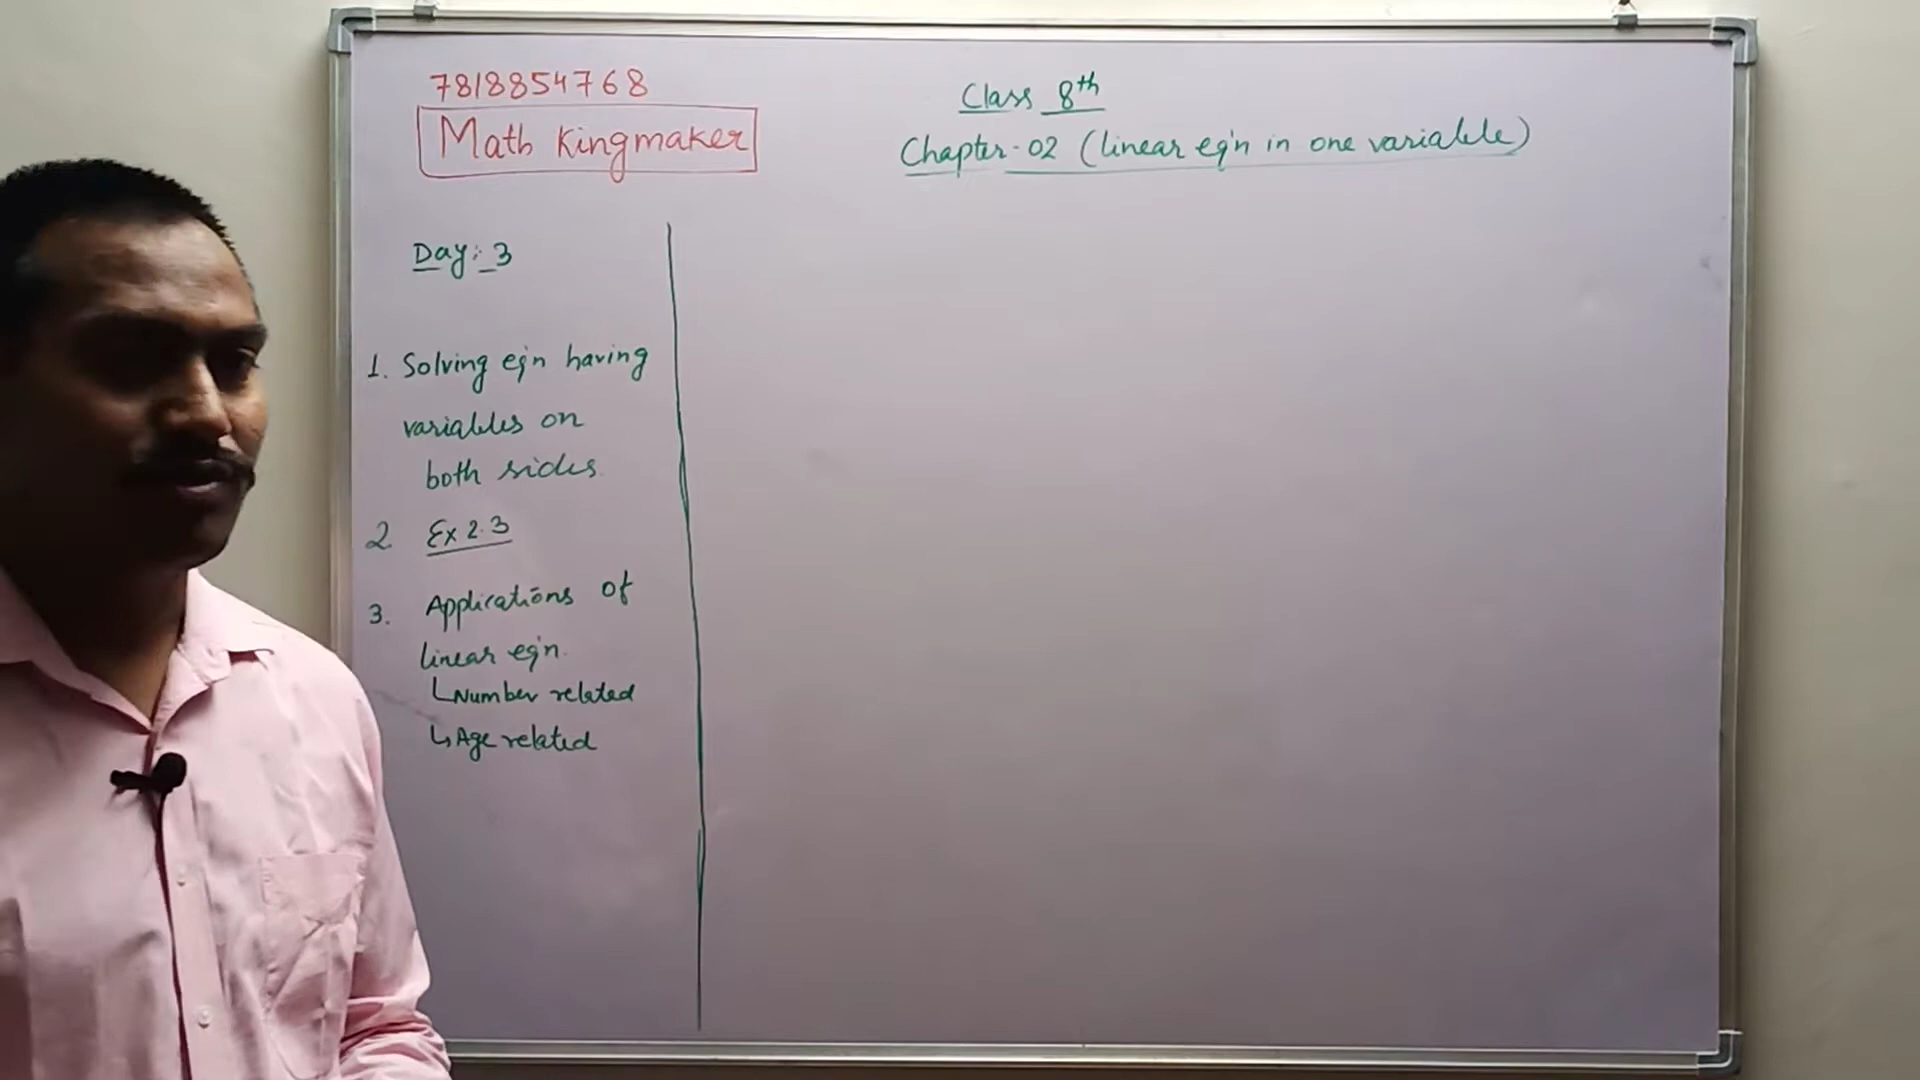 7818854768
Math Kingmaker
Class 8th
Chapter-02 (linear eq'n in one variable)
Day: 3
1. Solving eq'n having
variables on
both sides.
2. Ex 2.3
3. Applications of
linear eq'n.
Number related
Age related